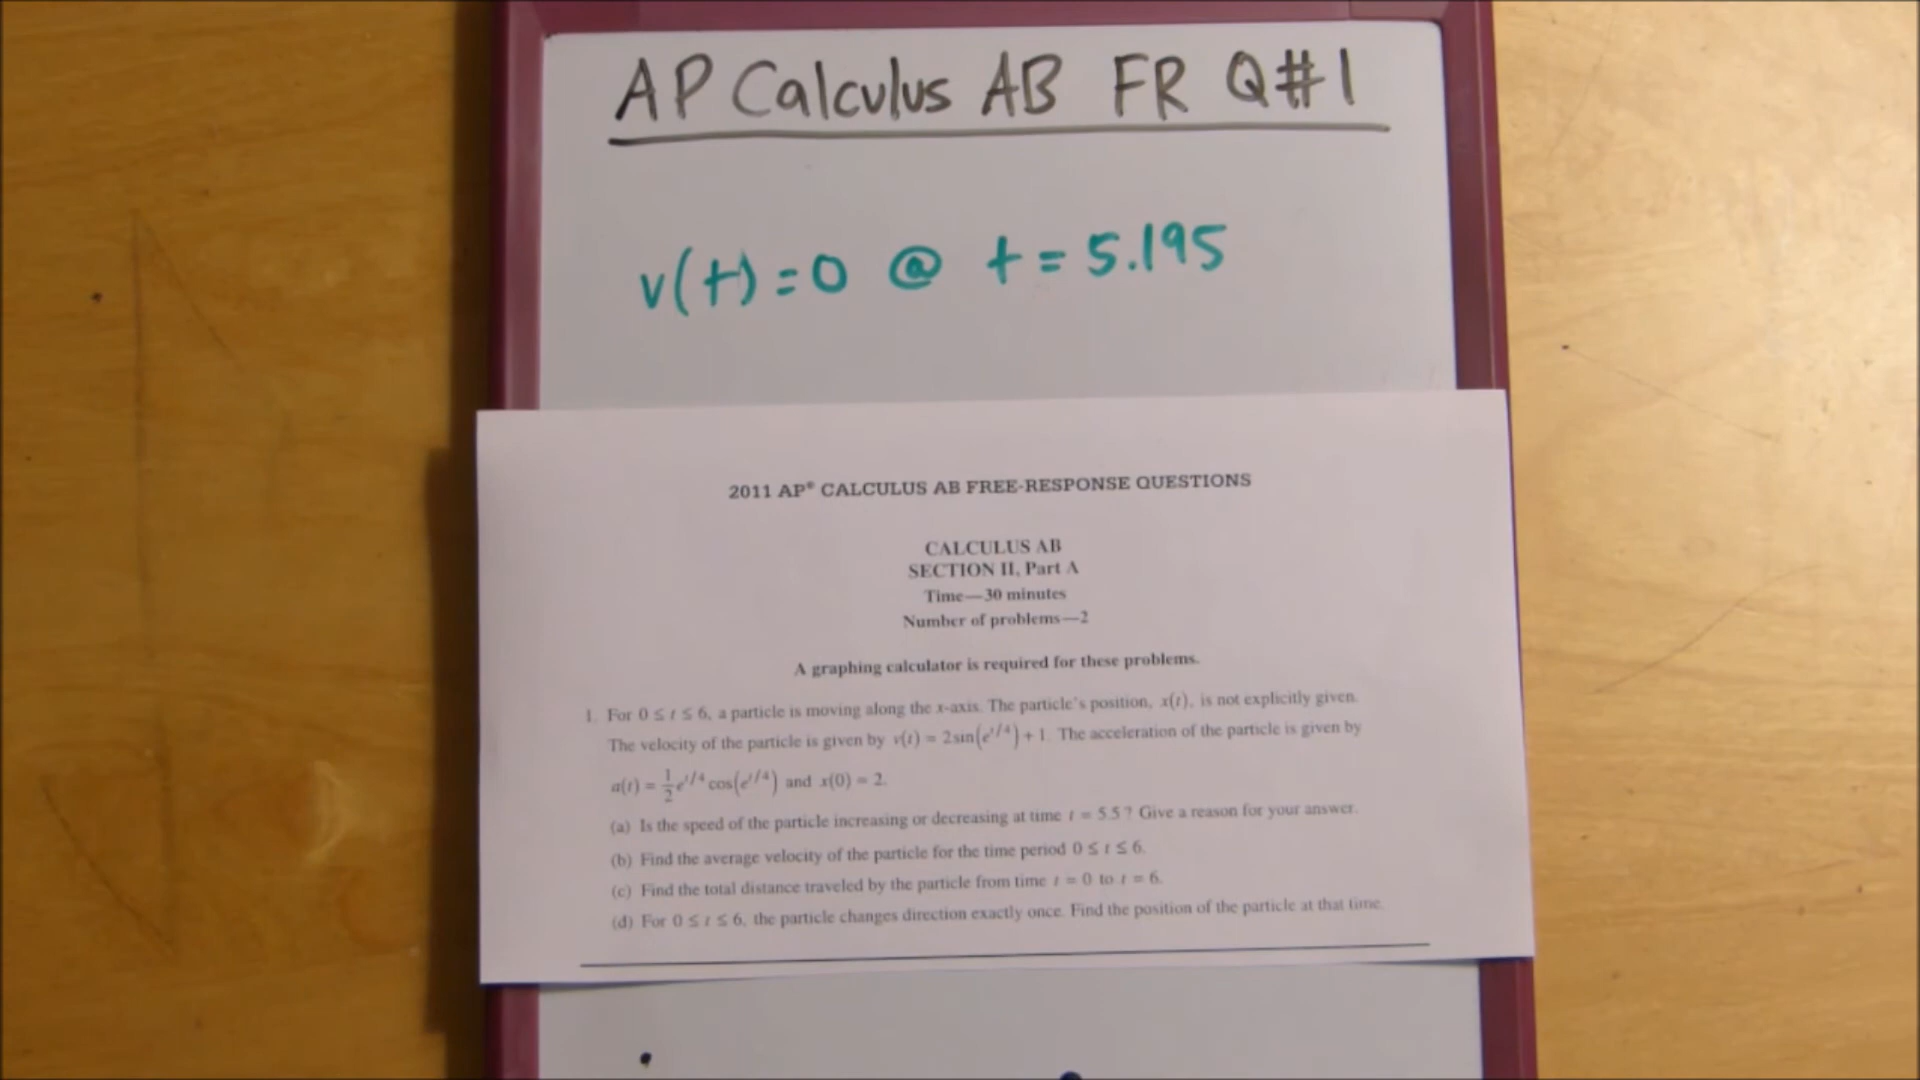 AP Calculus AB FR Q#1
v(t)=0 @ t=5.195
2011 AP® CALCULUS AB FREE-RESPONSE QUESTIONS
CALCULUS AB
SECTION II, Part A
Time—30 minutes
Number of problems—2
A graphing calculator is required for these problems.
1. For 0 ≤ t ≤ 6, a particle is moving along the x-axis. The particle's position, x(t), is not explicitly given.
The velocity of the particle is given by v(t) = 2sin(e^{t/4}) + 1. The acceleration of the particle is given by
a(t) = 1/2 e^{t/4} cos(e^{t/4}) and x(0) = 2.
(a) Is the speed of the particle increasing or decreasing at time t = 5.5? Give a reason for your answer.
(b) Find the average velocity of the particle for the time period 0 ≤ t ≤ 6.
(c) Find the total distance traveled by the particle from time t = 0 to t = 6.
(d) For 0 ≤ t ≤ 6, the particle changes direction exactly once. Find the position of the particle at that time.